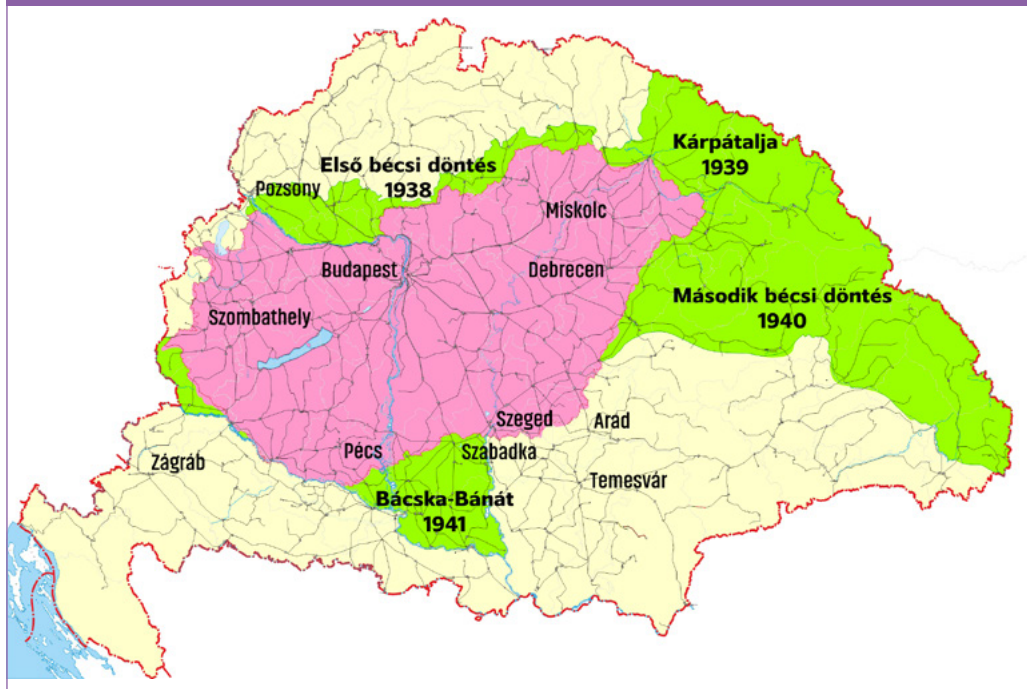 Kárpátalja
1939
Első bécsi döntés
1938
Pozsony
Miskolc
Budapest
Debrecen
Második bécsi döntés
1940
Szombathely
Szeged
Arad
Pécs
Szabadka
Zágráb
Temesvár
Bácska-Bánát
1941